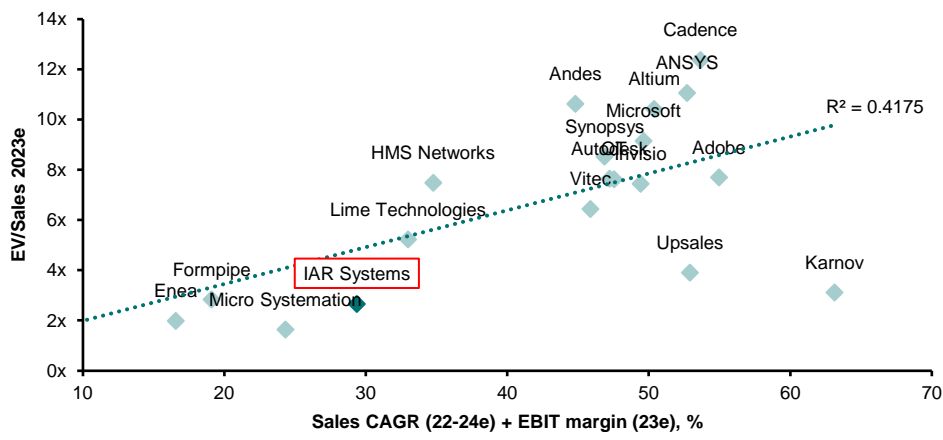 14x
12x
10x
8x
6x
4x
2x
0x
EV/Sales 2023e
Cadence
ANSYS
Andes
Altium
Microsoft
R² = 0.4175
Synopsys
Autodesk
Invisio
Adobe
HMS Networks
Vitec
Lime Technologies
Upsales
Karnov
Formpipe
IAR Systems
Enea
Micro Systemation
10
20
30
40
50
60
70
Sales CAGR (22-24e) + EBIT margin (23e), %